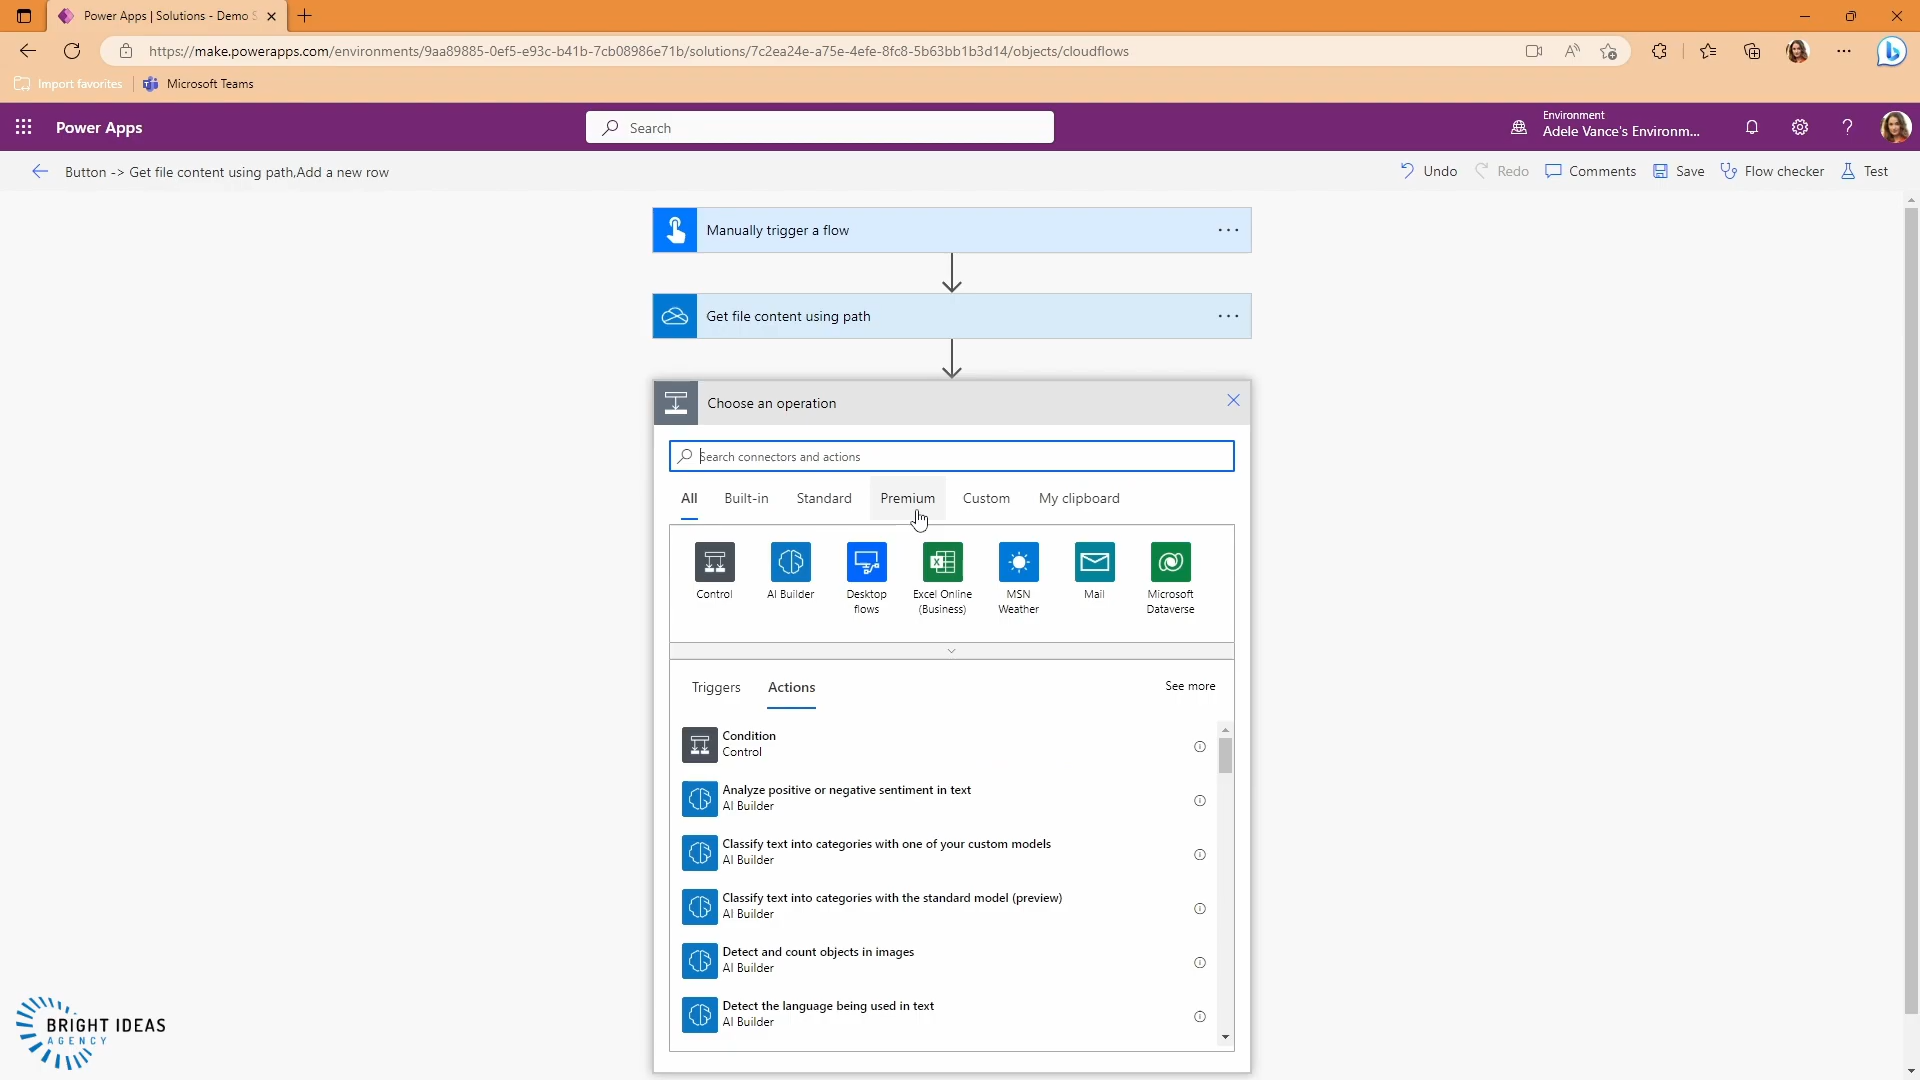 Power Apps | Solutions - Demo S
https://make.powerapps.com/environments/9aa89885-0ef5-e93c-b41b-7cb08986e71b/solutions/7c2ea24e-a75e-4efe-8fc8-5b63bb1b3d14/objects/cloudflows
Import favorites
Microsoft Teams
Power Apps
Search
Environment
Adele Vance's Environm...
Button -> Get file content using path,Add a new row
Undo
Redo
Comments
Save
Flow checker
Test
Manually trigger a flow
Get file content using path
Choose an operation
Search connectors and actions
All
Built-in
Standard
Premium
Custom
My clipboard
Control
AI Builder
Desktop
flows
Excel Online
(Business)
MSN
Weather
Mail
Microsoft
Dataverse
Triggers
Actions
See more
Condition
Control
Analyze positive or negative sentiment in text
AI Builder
Classify text into categories with one of your custom models
AI Builder
Classify text into categories with the standard model (preview)
AI Builder
Detect and count objects in images
AI Builder
Detect the language being used in text
AI Builder
BRIGHT IDEAS
AGENCY